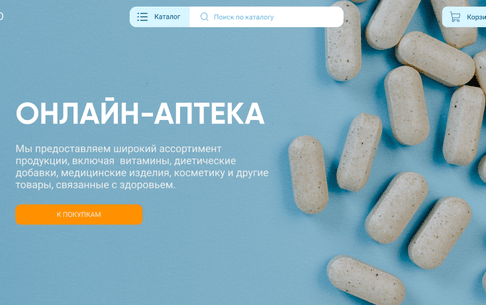 Каталог
Поиск по каталогу
ОНЛАЙН-АПТЕКА
Мы предоставляем широкий ассортимент
продукции, включая витамины, диетические
добавки, медицинские изделия, косметику и другие
товары, связанные с здоровьем.
К ПОКУПКАМ